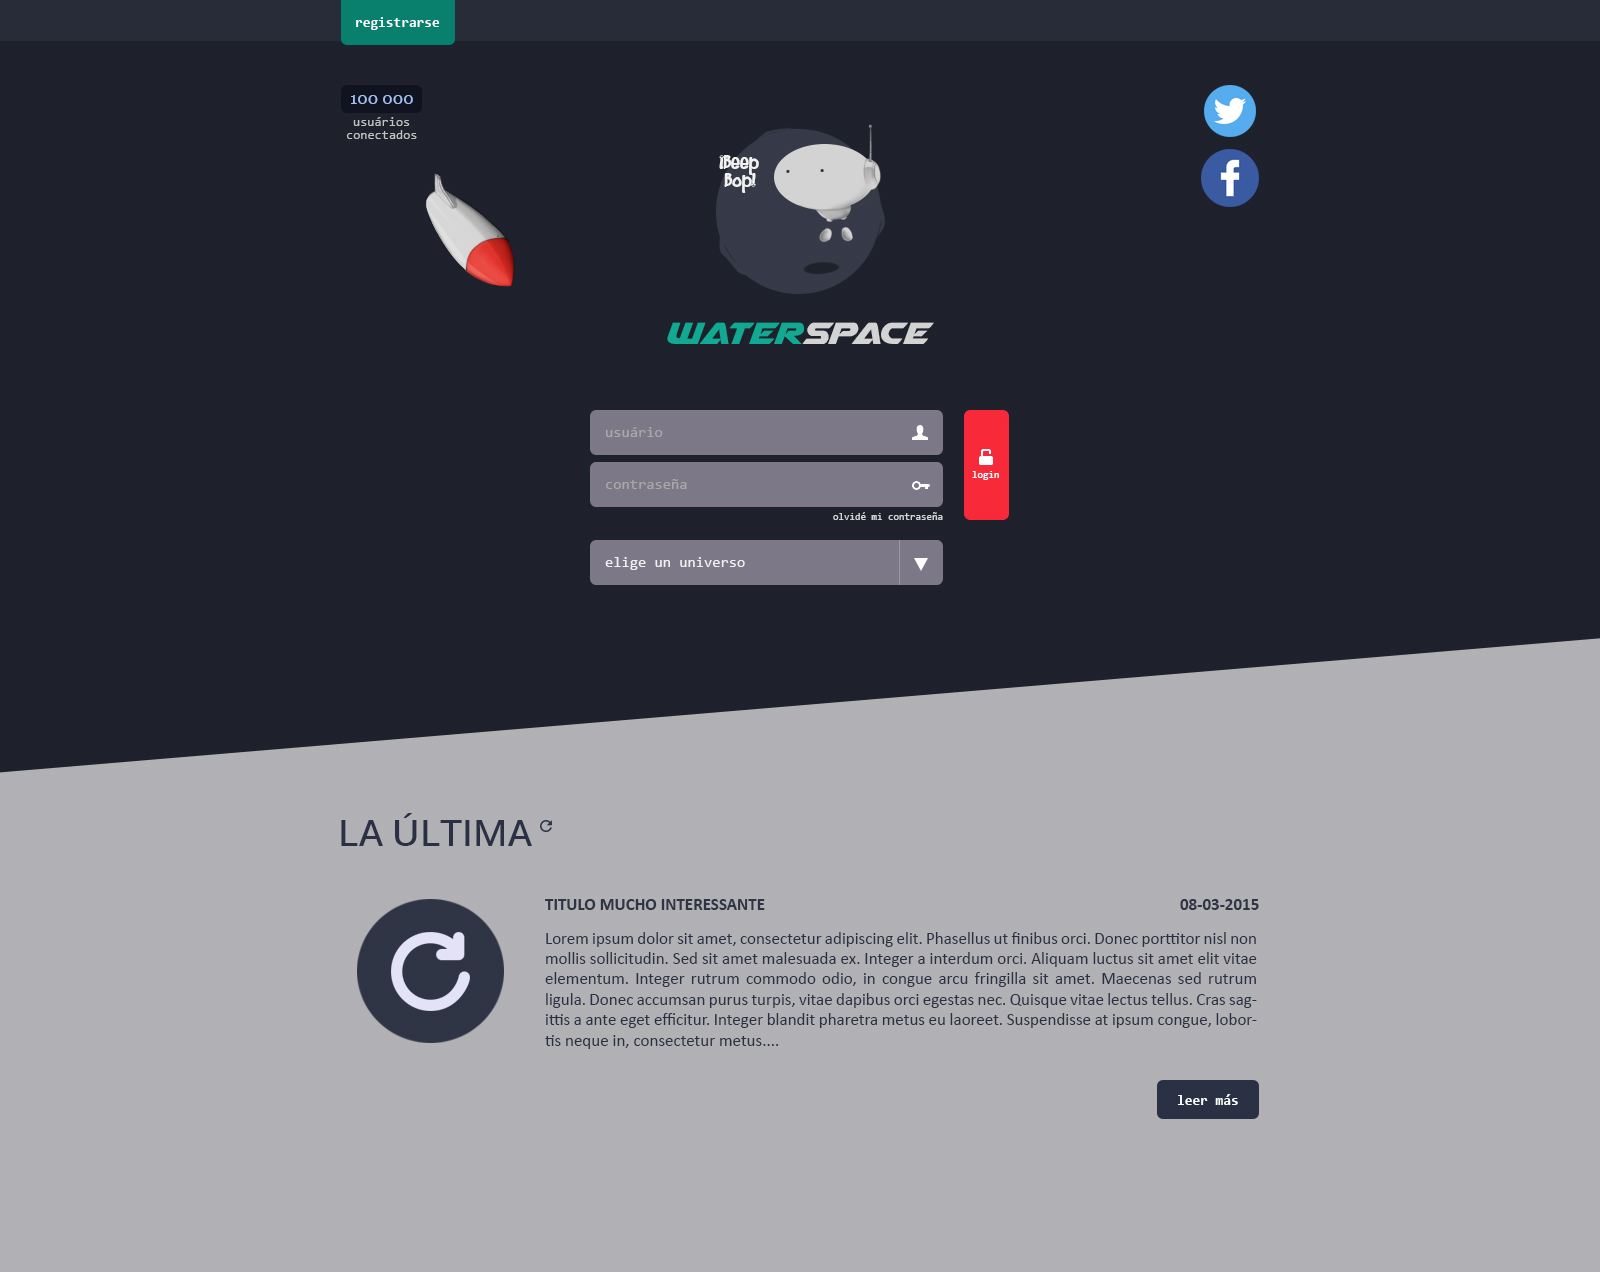 registrarse
100 000
usuários
conectados
Beep
Bop!
WATERSPACE
usuário
contraseña
login
olvidé mi contraseña
elige un universo
LA ÚLTIMA
TITULO MUCHO INTERESSANTE
08-03-2015
Lorem ipsum dolor sit amet, consectetur adipiscing elit. Phasellus ut finibus orci. Donec porttitor nisl non
mollis sollicitudin. Sed sit amet malesuada ex. Integer a interdum orci. Aliquam luctus sit amet elit vitae
elementum. Integer rutrum commodo odio, in congue arcu fringilla sit amet. Maecenas sed rutrum
ligula. Donec accumsan purus turpis, vitae dapibus orci egestas nec. Quisque vitae lectus tellus. Cras sag-
ittis a ante eget efficitur. Integer blandit pharetra metus eu laoreet. Suspendisse at ipsum congue, lobor-
tis neque in, consectetur metus....
leer más